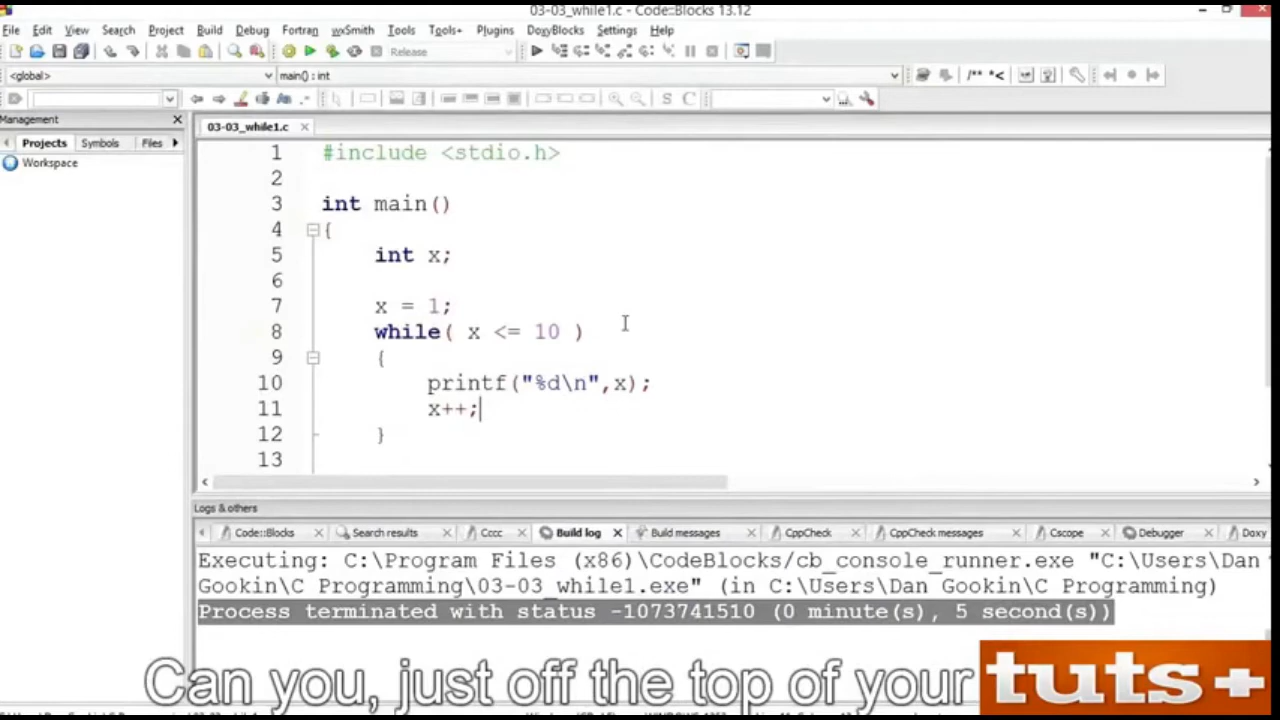 03-03_while1.c - Code::Blocks 13.12
File Edit View Search Project Build Debug Fortran wxSmith Tools Tools+ Plugins DoxyBlocks Settings Help
Release
<global> main() : int /** *<
S C
Management
03-03_while1.c
Projects Symbols Files
Workspace
1 #include <stdio.h>
2
3 int main()
4 {
5 int x;
6
7 x = 1;
8 while( x <= 10 )
9 {
10 printf("%d\n",x);
11 x++;
12 }
13
Logs & others
Code::Blocks Search results Cccc Build log Build messages CppCheck CppCheck messages Cscope Debugger Doxy
Executing: C:\Program Files (x86)\CodeBlocks/cb_console_runner.exe "C:\Users\Dan
Gookin\C Programming\03-03_while1.exe" (in C:\Users\Dan Gookin\C Programming)
Process terminated with status -1073741510 (0 minute(s), 5 second(s))
Can you, just off the top of your
tuts+